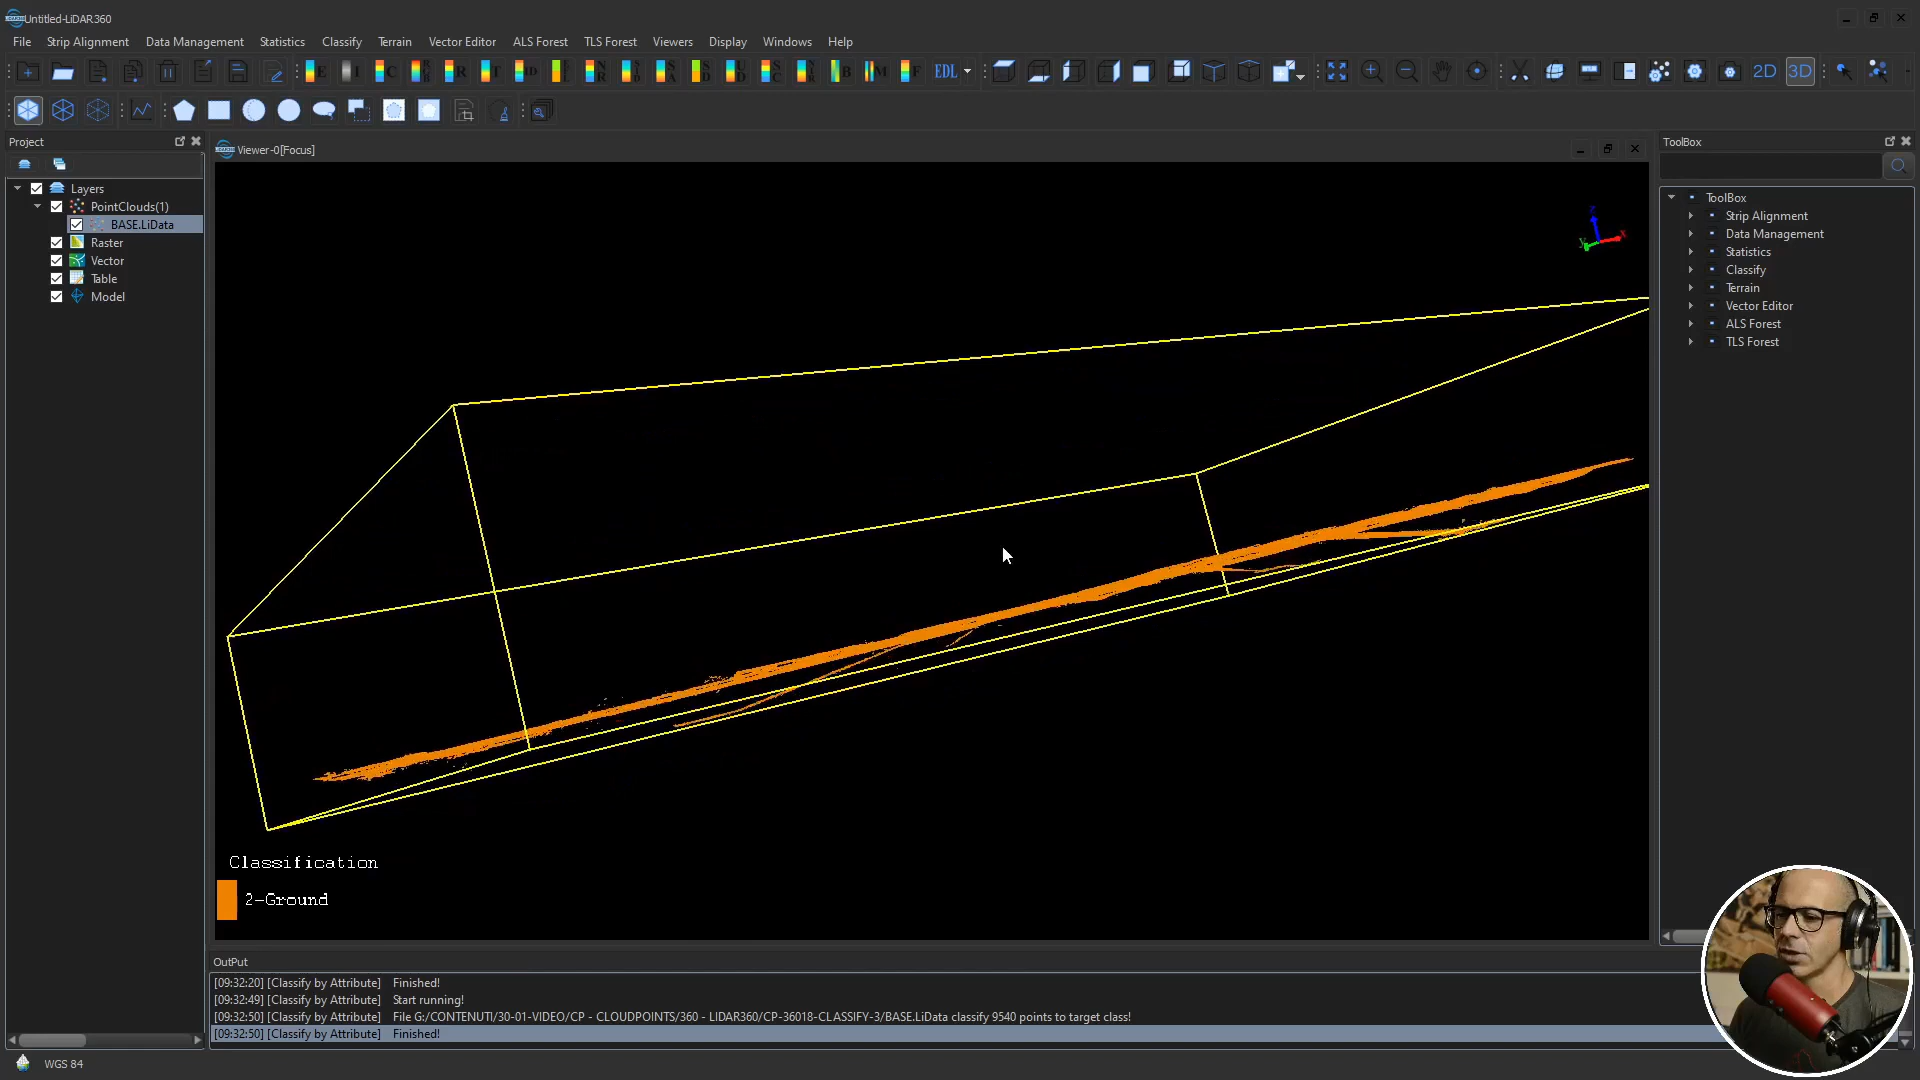 Untitled-LiDAR360
File Strip Alignment Data Management Statistics Classify Terrain Vector Editor ALS Forest TLS Forest Viewers Display Windows Help
EDL 2D 3D
Project
Viewer-0[Focus]
ToolBox
Layers
PointClouds(1)
BASE.LiData
Raster
Vector
Table
Model
ToolBox
Strip Alignment
Data Management
Statistics
Classify
Terrain
Vector Editor
ALS Forest
TLS Forest
z
y
x
Classification
2-Ground
OutPut
[09:32:20] [Classify by Attribute] Finished!
[09:32:49] [Classify by Attribute] Start running!
[09:32:50] [Classify by Attribute] File G:/CONTENUTI/30-01-VIDEO/CP - CLOUDPOINTS/360 - LIDAR360/CP-36018-CLASSIFY-3/BASE.LiData classify 9540 points to target class!
[09:32:50] [Classify by Attribute] Finished!
WGS 84